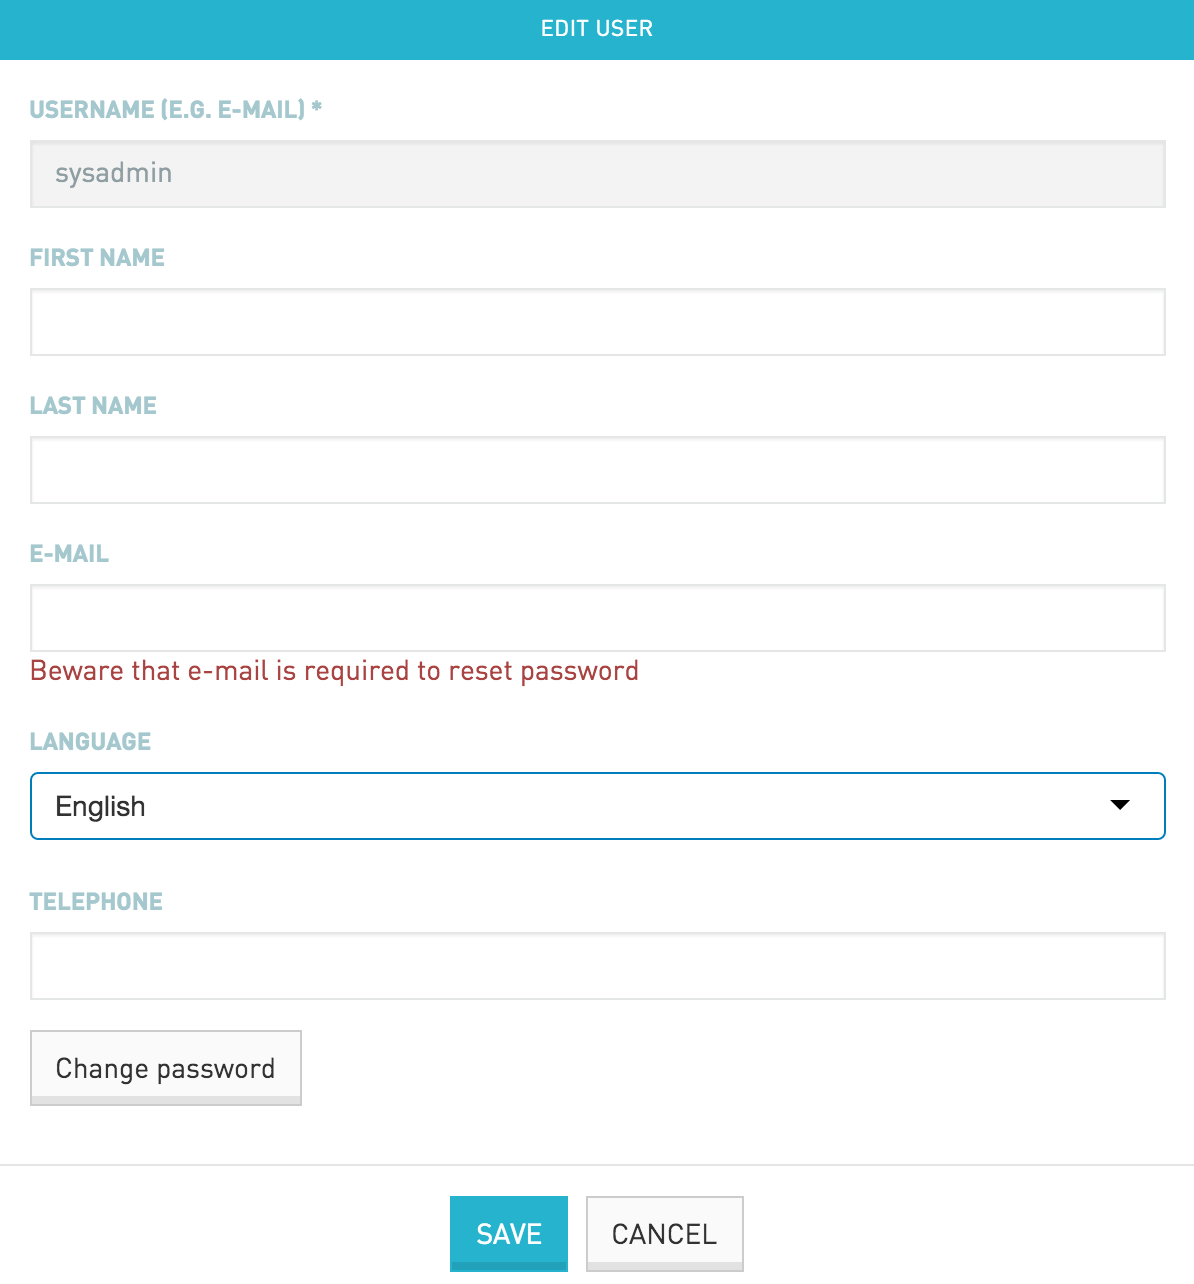 EDIT USER
USERNAME (E.G. E-MAIL) *
sysadmin
FIRST NAME
LAST NAME
E-MAIL
Beware that e-mail is required to reset password
LANGUAGE
English
TELEPHONE
Change password
SAVE CANCEL